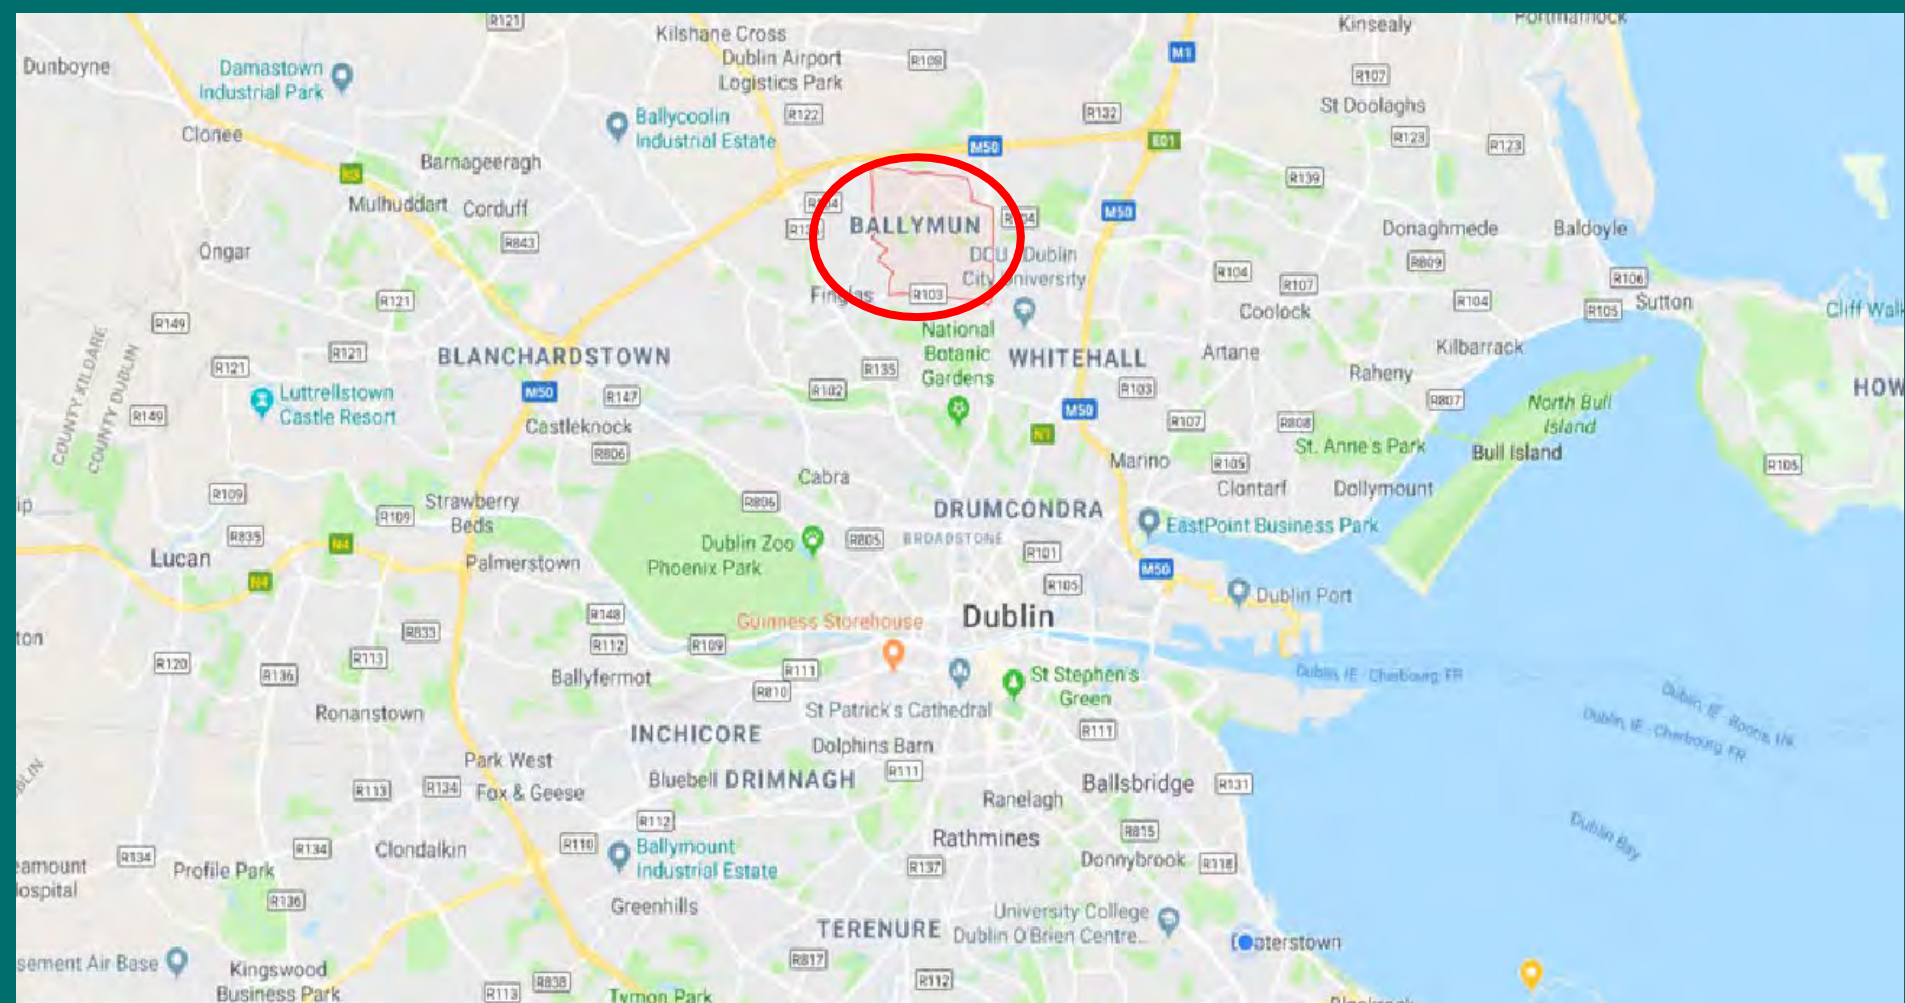 R121
Kilshane Cross
Kinsealy
Portmarnock
Dunboyne
Damastown
Industrial Park
Dublin Airport
Logistics Park
R108
M1
R107
St Doolaghs
Clonee
Ballycoolin
Industrial Estate
R122
R132
M50
E01
R123
R123
Barnageeragh
N3
R139
Mulhuddart
Corduff
M50
BALLYMUN
R843
Ongar
Donaghmede
Baldoyle
DCU Dublin
City University
R809
R104
R107
R106
R121
Finglas
R103
R104
R105
Sutton
Coolock
Cliff Walk
R149
National
Botanic
Gardens
COUNTY KILDARE
COUNTY DUBLIN
R121
R121
BLANCHARDSTOWN
R135
WHITEHALL
Artane
Kilbarrack
Raheny
Luttrellstown
Castle Resort
M50
R147
R102
R103
R807
North Bull
Island
HOW
R149
Castleknock
M50
N1
R107
R808
St. Anne's Park
Bull Island
R806
Marino
R105
R105
Cabra
Clontarf
Dollymount
R109
R109
Strawberry
Beds
R806
DRUMCONDRA
EastPoint Business Park
R835
N4
Dublin Zoo
Phoenix Park
R805
BROADSTONE
R101
Lucan
N4
Palmerstown
M50
R105
Dublin Port
R148
Guinness Storehouse
Dublin
ton
R833
R112
R109
R120
R136
R113
Ballyfermot
R111
R810
St Stephen's
Green
Dublin, IE - Cherbourg, FR
Ronanstown
St Patrick's Cathedral
Dublin, IE - Cherbourg, FR
INCHICORE
Dolphins Barn
R111
Park West
Bluebell
DRIMNAGH
R111
R113
R134
Fox & Geese
Ranelagh
Ballsbridge
R131
R112
R815
Rathmines
Dublin Bay
R134
R134
Clondalkin
R110
Ballymount
Industrial Estate
Donnybrook
R118
eamount
ospital
Profile Park
R137
R136
Greenhills
TERENURE
University College
Dublin O'Brien Centre...
sement Air Base
Kingswood
Business Park
R817
R112
R838
R113
Tymon Park